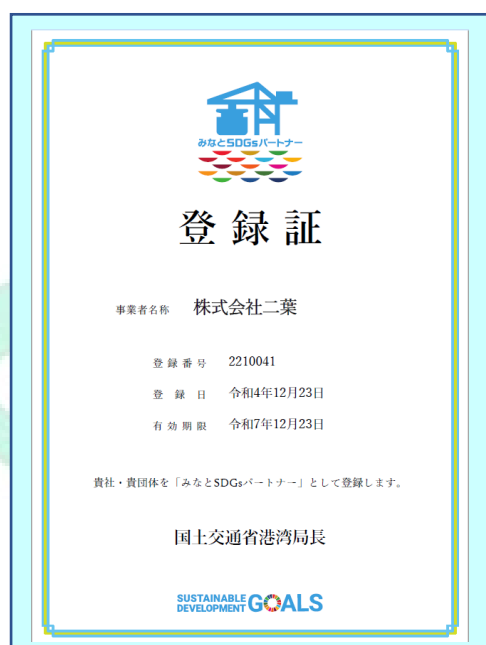 みなとSDGsパートナー
登録証
事業者名称 株式会社二葉
登録番号 2210041
登録日 令和4年12月23日
有効期限 令和7年12月23日
貴社・貴団体を「みなとSDGsパートナー」として登録します。
国土交通省港湾局長
SUSTAINABLE
DEVELOPMENT GOALS